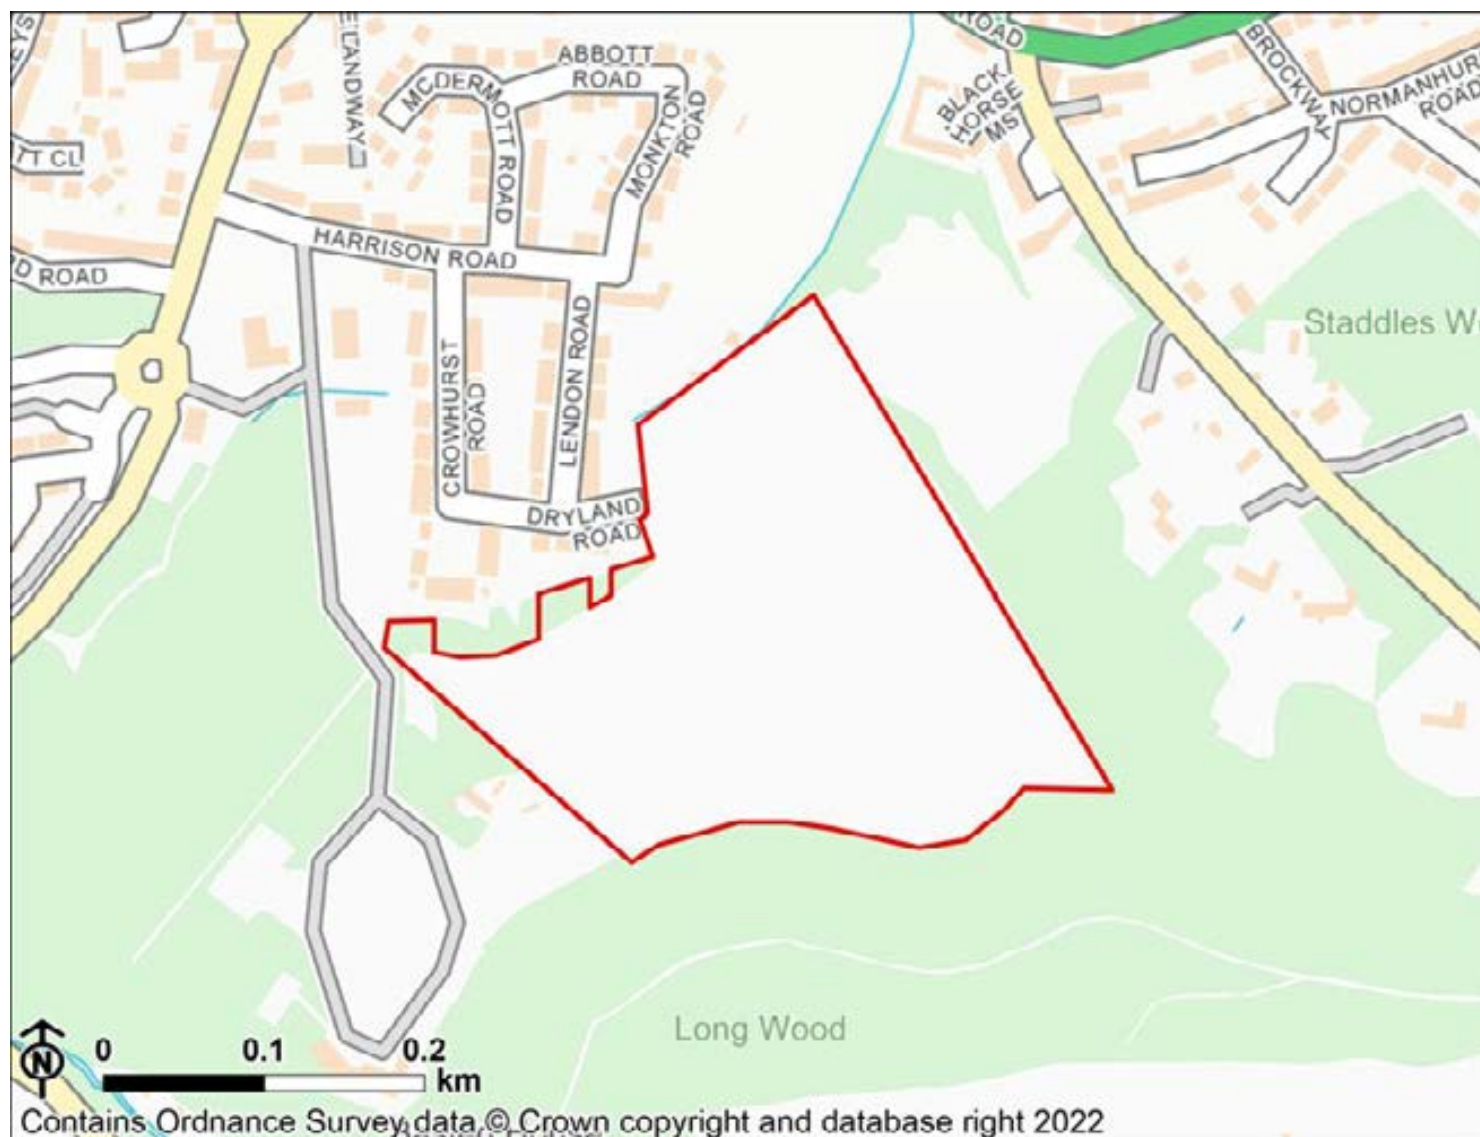 ROAD
ABBOTT
ROAD
MCDERMOTT ROAD
MONKTON
ROAD
BLACK
HORSE
MS
BROCKWAY
NORMANHUR
ROAD
TT CL
HARRISON ROAD
D ROAD
Staddles W
CROWHURST
ROAD
LENDON ROAD
DRYLAND
ROAD
Long Wood
N
0 0.1 0.2
km
Contains Ordnance Survey data © Crown copyright and database right 2022